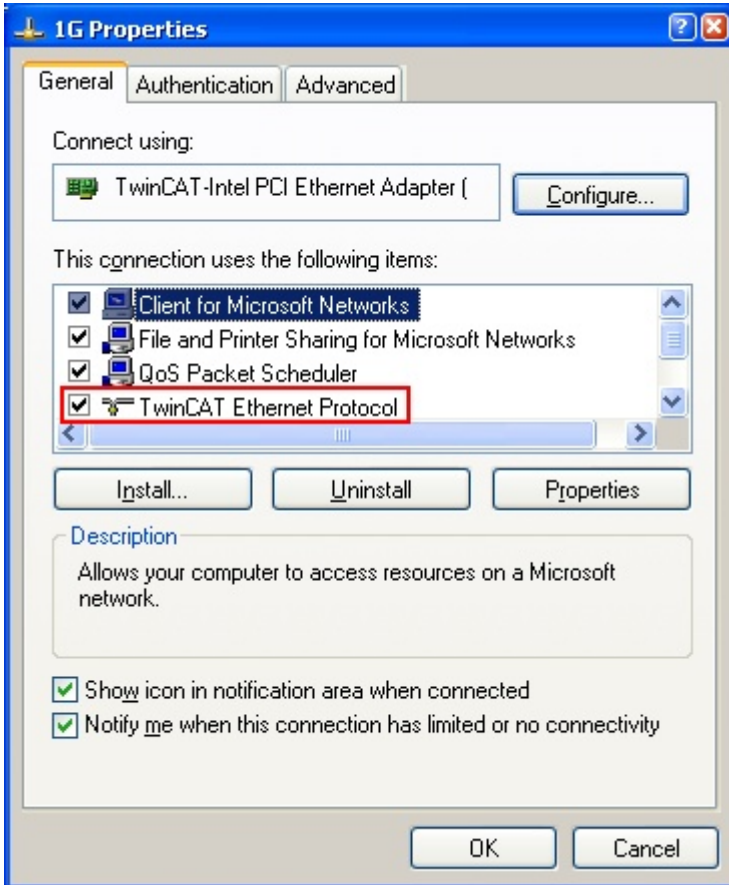 1G Properties
General Authentication Advanced
Connect using:
TwinCAT-Intel PCI Ethernet Adapter (
Configure...
This connection uses the following items:
Client for Microsoft Networks
File and Printer Sharing for Microsoft Networks
QoS Packet Scheduler
TwinCAT Ethernet Protocol
Install... Uninstall Properties
Description
Allows your computer to access resources on a Microsoft
network.
Show icon in notification area when connected
Notify me when this connection has limited or no connectivity
OK Cancel